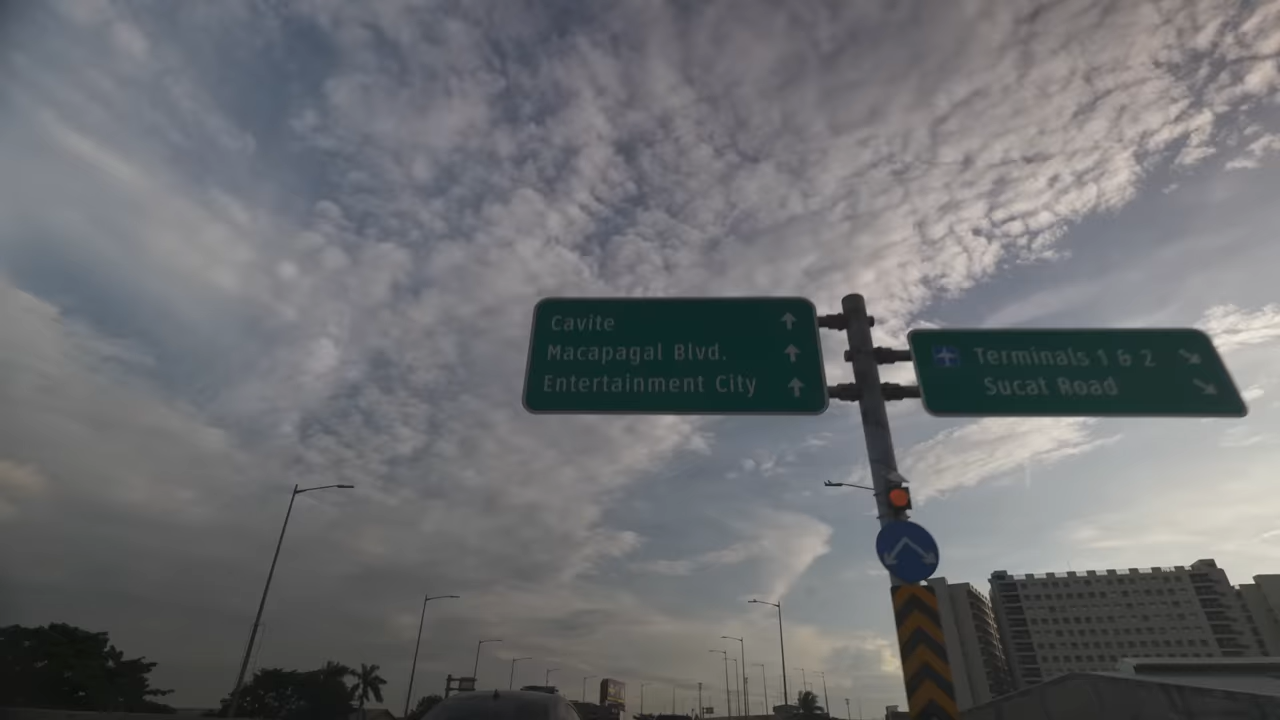 Cavite
Macapagal Blvd.
Entertainment City
Terminals 1 & 2
Sucat Road